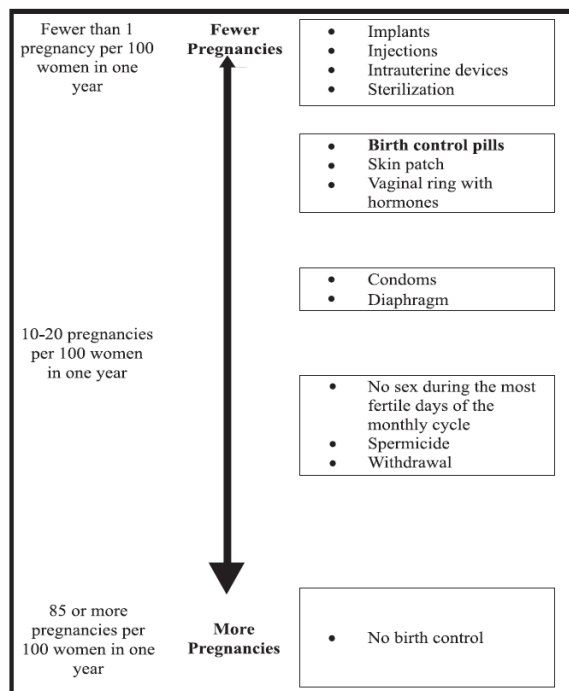 Fewer than 1
pregnancy per 100
women in one
year
Fewer
Pregnancies
• Implants
• Injections
• Intrauterine devices
• Sterilization
• Birth control pills
• Skin patch
• Vaginal ring with
hormones
• Condoms
• Diaphragm
10-20 pregnancies
per 100 women
in one year
• No sex during the most
fertile days of the
monthly cycle
• Spermicide
• Withdrawal
85 or more
pregnancies per
100 women in one
year
More
Pregnancies
• No birth control